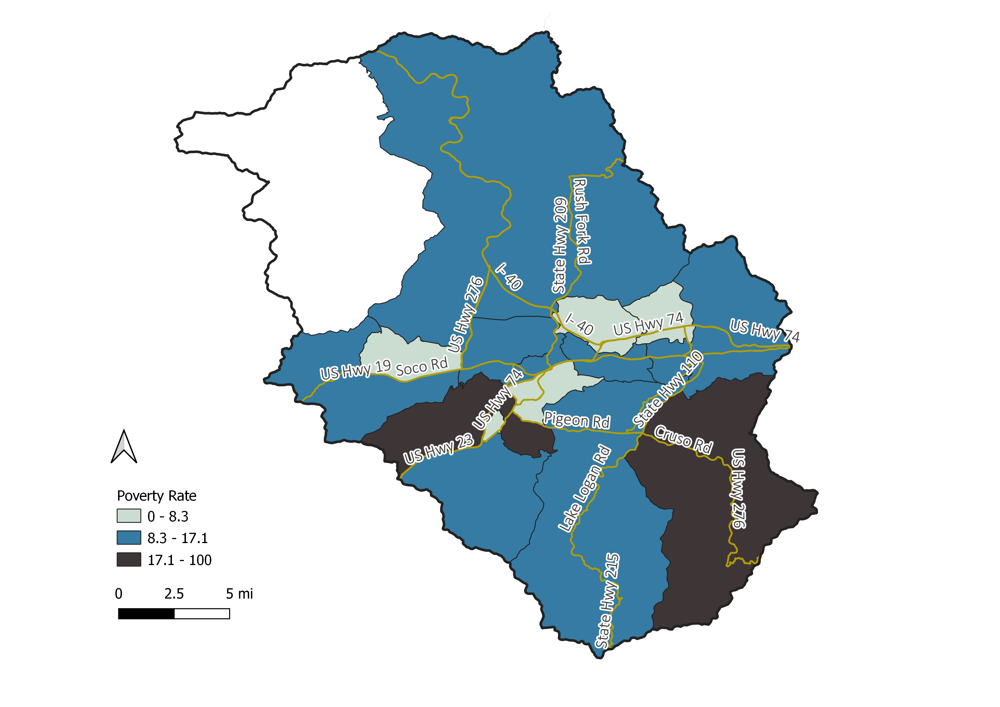 Rush Fork Rd
State Hwy 209
I- 40
US Hwy 276
I- 40
US Hwy 74
US Hwy 74
US Hwy 19
Soco Rd
State Hwy 110
US Hwy 74
Pigeon Rd
Cruso Rd
US Hwy 23
Lake Logan Rd
US Hwy 276
State Hwy 215
Poverty Rate
0 - 8.3
8.3 - 17.1
17.1 - 100
0 2.5 5 mi